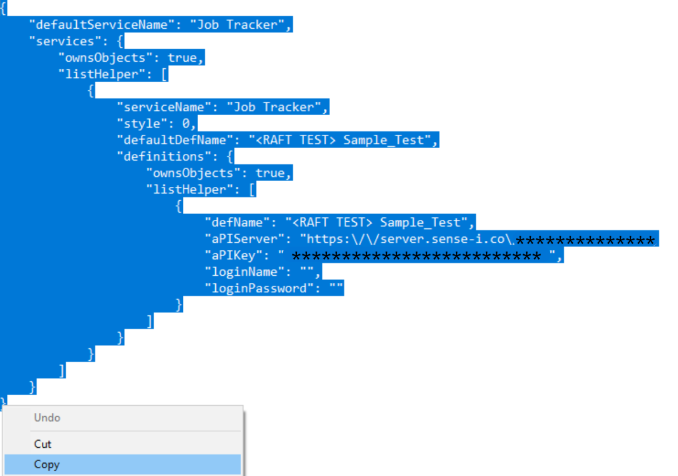 {
"defaultServiceName": "Job Tracker",
"services": {
"ownsObjects": true,
"listHelper": [
{
"serviceName": "Job Tracker",
"style": 0,
"defaultDefName": "<RAFT TEST> Sample_Test",
"definitions": {
"ownsObjects": true,
"listHelper": [
{
"defName": "<RAFT TEST> Sample_Test",
"aPIServer": "https:\/\/server.sense-i.co\.**************
"aPIKey": " ************************* ",
"loginName": "",
"loginPassword": ""
}
]
}
}
]
}
}
Undo
Cut
Copy